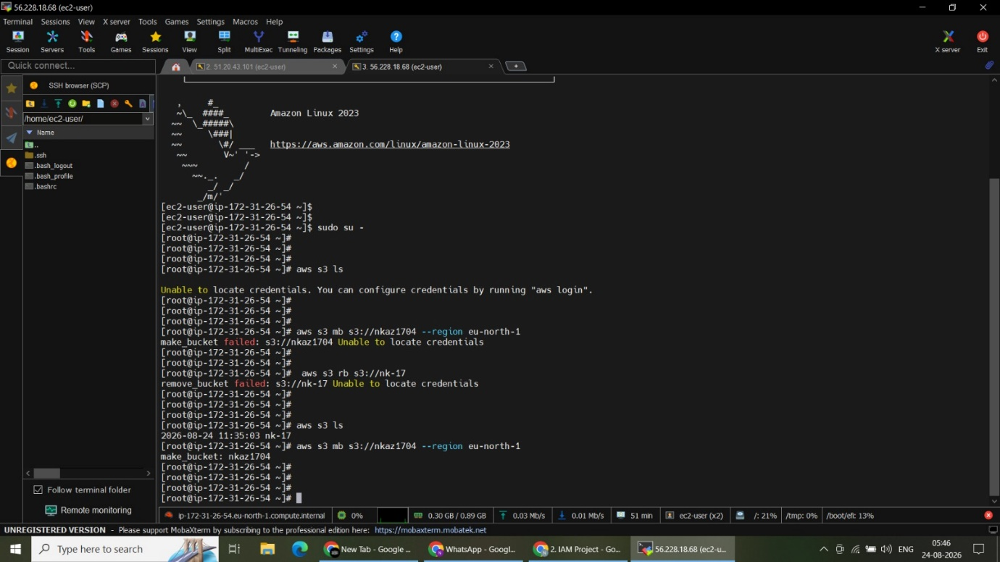 56.228.18.68 (ec2-user)
Terminal Sessions View X server Tools Games Settings Macros Help
Session Servers Tools Games Sessions View Split MultiExec Tunneling Packages Settings Help X server Exit
Quick connect...
2. 51.20.43.101 (ec2-user)
3. 56.228.18.68 (ec2-user)
SSH browser (SCP)
/home/ec2-user/
Name
..
.ssh
.bash_logout
.bash_profile
.bashrc
   ,     #_
   ~\_  ####_        Amazon Linux 2023
  ~~  \_#####\
  ~~     \###|
  ~~       \#/ ___   https://aws.amazon.com/linux/amazon-linux-2023
   ~~       V~' '->
    ~~~         /
      ~~._.   _/
         _/ _/
       _/m/'
[ec2-user@ip-172-31-26-54 ~]$
[ec2-user@ip-172-31-26-54 ~]$
[ec2-user@ip-172-31-26-54 ~]$ sudo su -
[root@ip-172-31-26-54 ~]#
[root@ip-172-31-26-54 ~]#
[root@ip-172-31-26-54 ~]#
[root@ip-172-31-26-54 ~]# aws s3 ls
Unable to locate credentials. You can configure credentials by running "aws login".
[root@ip-172-31-26-54 ~]#
[root@ip-172-31-26-54 ~]#
[root@ip-172-31-26-54 ~]#
[root@ip-172-31-26-54 ~]# aws s3 mb s3://nkaz1704 --region eu-north-1
make_bucket failed: s3://nkaz1704 Unable to locate credentials
[root@ip-172-31-26-54 ~]#
[root@ip-172-31-26-54 ~]#
[root@ip-172-31-26-54 ~]#  aws s3 rb s3://nk-17
remove_bucket failed: s3://nk-17 Unable to locate credentials
[root@ip-172-31-26-54 ~]#
[root@ip-172-31-26-54 ~]#
[root@ip-172-31-26-54 ~]#
[root@ip-172-31-26-54 ~]# aws s3 ls
2026-08-24 11:35:03 nk-17
[root@ip-172-31-26-54 ~]# aws s3 mb s3://nkaz1704 --region eu-north-1
make_bucket: nkaz1704
[root@ip-172-31-26-54 ~]#
[root@ip-172-31-26-54 ~]#
[root@ip-172-31-26-54 ~]#
[root@ip-172-31-26-54 ~]#
Follow terminal folder
Remote monitoring
ip-172-31-26-54.eu-north-1.compute.internal 0% 0.30 GB / 0.89 GB 0.03 Mb/s 0.01 Mb/s 51 min ec2-user (x2) /: 21% /tmp: 0% /boot/efi: 13%
UNREGISTERED VERSION - Please support MobaXterm by subscribing to the professional edition here: https://mobaxterm.mobatek.net
Type here to search
New Tab - Google ...
WhatsApp - Googl...
2. IAM Project - Go...
56.228.18.68 (ec2-u...
ENG
05:46
24-08-2026